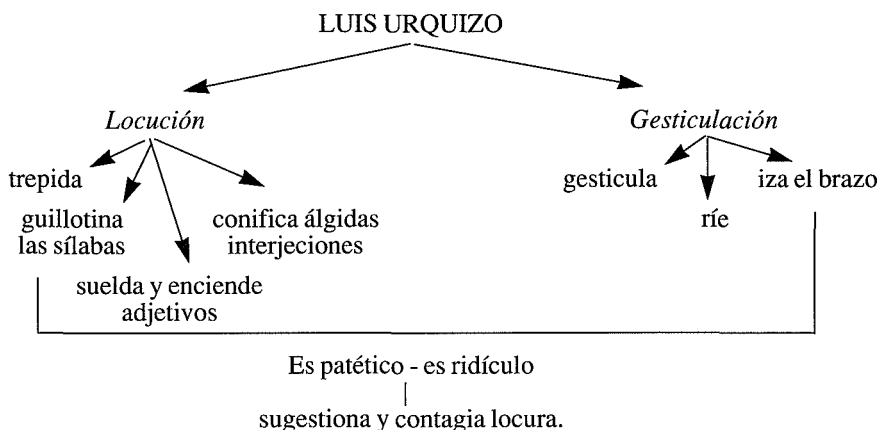 LUIS URQUIZO
Locución
Gesticulación
trepida
gesticula
iza el brazo
guillotina
las sílabas
conifica álgidas
interjeciones
ríe
suelda y enciende
adjetivos
Es patético - es ridículo
sugestiona y contagia locura.